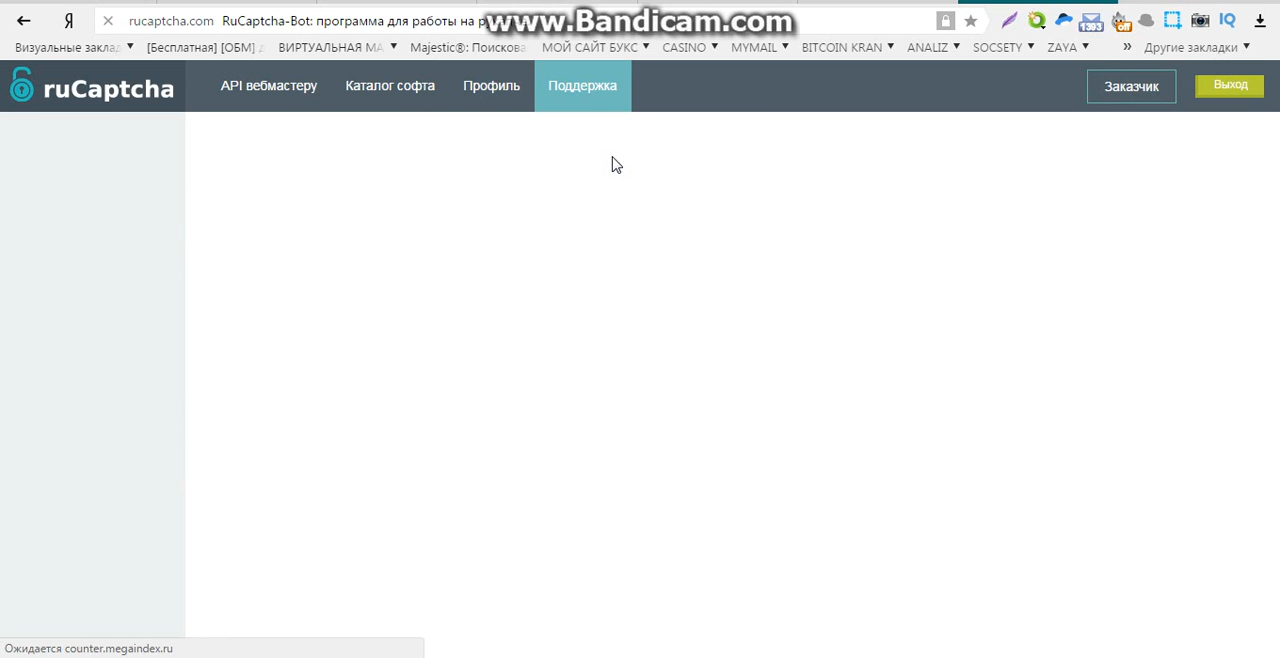 www.Bandicam.com
Я rucaptcha.com RuCaptcha-Bot: программа для работы на IQ
Визуальные заклад [Бесплатная] [ОБМ] ВИРТУАЛЬНАЯ МА Majestic®: Поискова МОЙ САЙТ БУКС CASINO MYMAIL BITCOIN KRAN ANALIZ SOCSETY ZAYA » Другие закладки
ruCaptcha API вебмастеру Каталог софта Профиль Поддержка Заказчик Выход
Ожидается counter.megaindex.ru